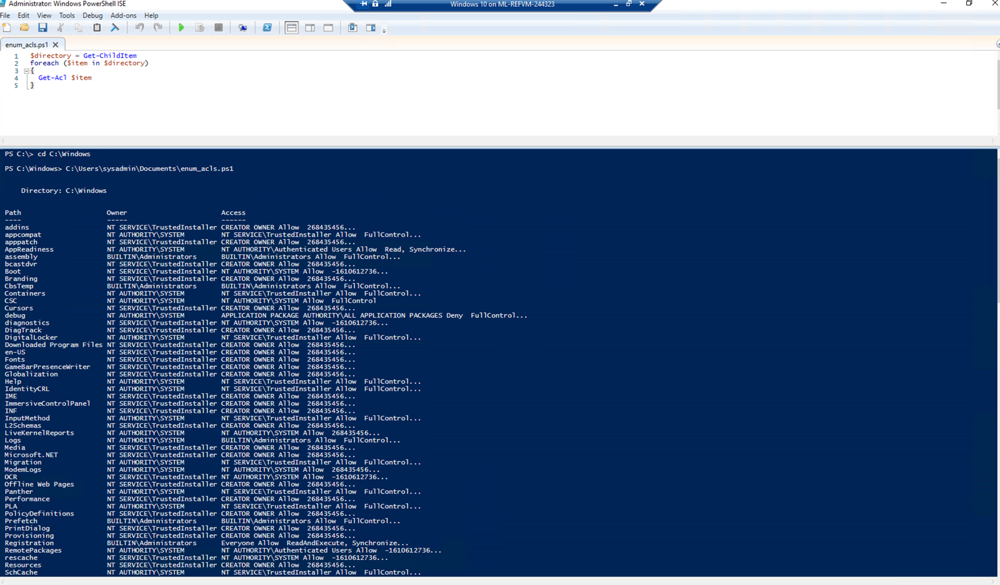 Administrator: Windows PowerShell ISE
Windows 10 on ML-REFVM-244323
File Edit View Tools Debug Add-ons Help
enum_acls.ps1
1 $directory = Get-ChildItem
2 foreach ($item in $directory)
3 {
4 Get-Acl $item
5 }
PS C:\> cd C:\Windows
PS C:\Windows> C:\Users\sysadmin\Documents\enum_acls.ps1
Directory: C:\Windows
Path Owner Access
---- ----- ------
addins NT SERVICE\TrustedInstaller CREATOR OWNER Allow 268435456...
appcompat NT AUTHORITY\SYSTEM NT SERVICE\TrustedInstaller Allow FullControl...
apppatch NT SERVICE\TrustedInstaller CREATOR OWNER Allow 268435456...
AppReadiness NT AUTHORITY\SYSTEM NT AUTHORITY\Authenticated Users Allow Read, Synchronize...
assembly BUILTIN\Administrators BUILTIN\Administrators Allow FullControl...
bcastdvr NT SERVICE\TrustedInstaller CREATOR OWNER Allow 268435456...
Boot NT SERVICE\TrustedInstaller NT AUTHORITY\SYSTEM Allow -1610612736...
Branding NT SERVICE\TrustedInstaller CREATOR OWNER Allow 268435456...
CbsTemp BUILTIN\Administrators BUILTIN\Administrators Allow FullControl...
Containers NT AUTHORITY\SYSTEM NT SERVICE\TrustedInstaller Allow FullControl...
CSC NT AUTHORITY\SYSTEM NT AUTHORITY\SYSTEM Allow FullControl
Cursors NT SERVICE\TrustedInstaller CREATOR OWNER Allow 268435456...
debug NT AUTHORITY\SYSTEM APPLICATION PACKAGE AUTHORITY\ALL APPLICATION PACKAGES Deny FullControl...
diagnostics NT SERVICE\TrustedInstaller NT AUTHORITY\SYSTEM Allow -1610612736...
DiagTrack NT SERVICE\TrustedInstaller CREATOR OWNER Allow 268435456...
DigitalLocker NT AUTHORITY\SYSTEM NT SERVICE\TrustedInstaller Allow FullControl...
Downloaded Program Files NT SERVICE\TrustedInstaller CREATOR OWNER Allow 268435456...
en-US NT SERVICE\TrustedInstaller CREATOR OWNER Allow 268435456...
Fonts NT SERVICE\TrustedInstaller CREATOR OWNER Allow 268435456...
GameBarPresenceWriter NT SERVICE\TrustedInstaller CREATOR OWNER Allow 268435456...
Globalization NT SERVICE\TrustedInstaller CREATOR OWNER Allow 268435456...
Help NT AUTHORITY\SYSTEM NT SERVICE\TrustedInstaller Allow FullControl...
IdentityCRL NT AUTHORITY\SYSTEM NT SERVICE\TrustedInstaller Allow FullControl...
IME NT SERVICE\TrustedInstaller CREATOR OWNER Allow 268435456...
ImmersiveControlPanel NT SERVICE\TrustedInstaller CREATOR OWNER Allow 268435456...
INF NT SERVICE\TrustedInstaller CREATOR OWNER Allow 268435456...
InputMethod NT AUTHORITY\SYSTEM NT SERVICE\TrustedInstaller Allow FullControl...
L2Schemas NT SERVICE\TrustedInstaller CREATOR OWNER Allow 268435456...
LiveKernelReports NT AUTHORITY\SYSTEM NT AUTHORITY\SYSTEM Allow 268435456...
Logs NT AUTHORITY\SYSTEM BUILTIN\Administrators Allow FullControl...
Media NT SERVICE\TrustedInstaller CREATOR OWNER Allow 268435456...
Microsoft.NET NT SERVICE\TrustedInstaller CREATOR OWNER Allow 268435456...
Migration NT AUTHORITY\SYSTEM NT SERVICE\TrustedInstaller Allow FullControl...
ModemLogs NT AUTHORITY\SYSTEM NT AUTHORITY\SYSTEM Allow 268435456...
OCR NT SERVICE\TrustedInstaller NT AUTHORITY\SYSTEM Allow -1610612736...
Offline Web Pages NT SERVICE\TrustedInstaller CREATOR OWNER Allow 268435456...
Panther NT AUTHORITY\SYSTEM NT SERVICE\TrustedInstaller Allow FullControl...
Performance NT SERVICE\TrustedInstaller CREATOR OWNER Allow 268435456...
PLA NT AUTHORITY\SYSTEM NT SERVICE\TrustedInstaller Allow FullControl...
PolicyDefinitions NT SERVICE\TrustedInstaller CREATOR OWNER Allow 268435456...
Prefetch BUILTIN\Administrators BUILTIN\Administrators Allow FullControl...
PrintDialog NT SERVICE\TrustedInstaller CREATOR OWNER Allow 268435456...
Provisioning NT SERVICE\TrustedInstaller CREATOR OWNER Allow 268435456...
Registration BUILTIN\Administrators Everyone Allow ReadAndExecute, Synchronize...
RemotePackages NT AUTHORITY\SYSTEM NT AUTHORITY\Authenticated Users Allow -1610612736...
rescache NT SERVICE\TrustedInstaller NT AUTHORITY\SYSTEM Allow -1610612736...
Resources NT SERVICE\TrustedInstaller CREATOR OWNER Allow 268435456...
SchCache NT AUTHORITY\SYSTEM NT SERVICE\TrustedInstaller Allow FullControl...